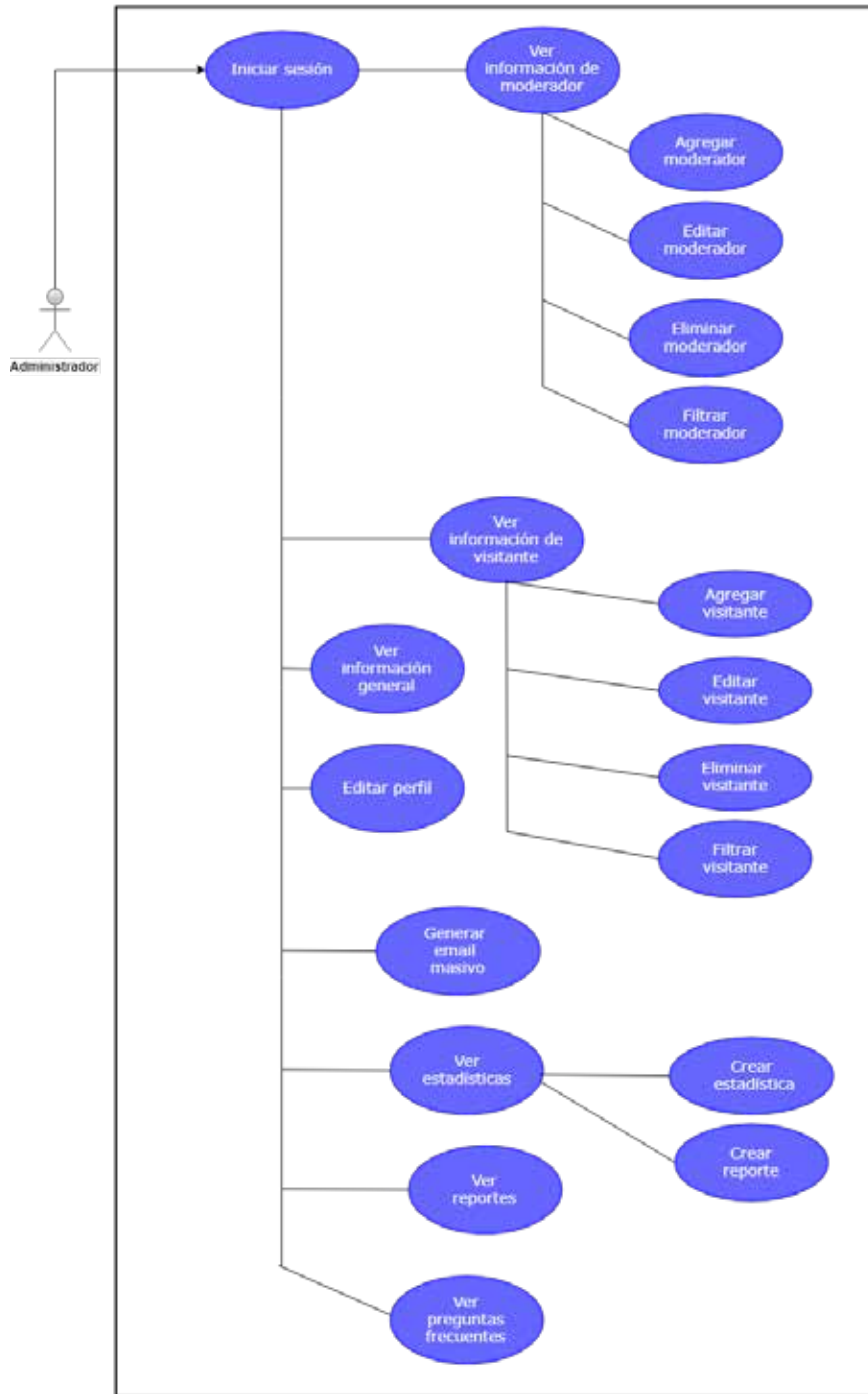 Iniciar sesión
Ver
información de
moderador
Agregar
moderador
Editar
moderador
Eliminar
moderador
Filtrar
moderador
Administrador
Ver
información de
visitante
Agregar
visitante
Ver
información
general
Editar
visitante
Editar perfil
Eliminar
visitante
Filtrar
visitante
Generar
email
masivo
Ver
estadísticas
Crear
estadística
Crear
reporte
Ver
reportes
Ver
preguntas
frecuentes